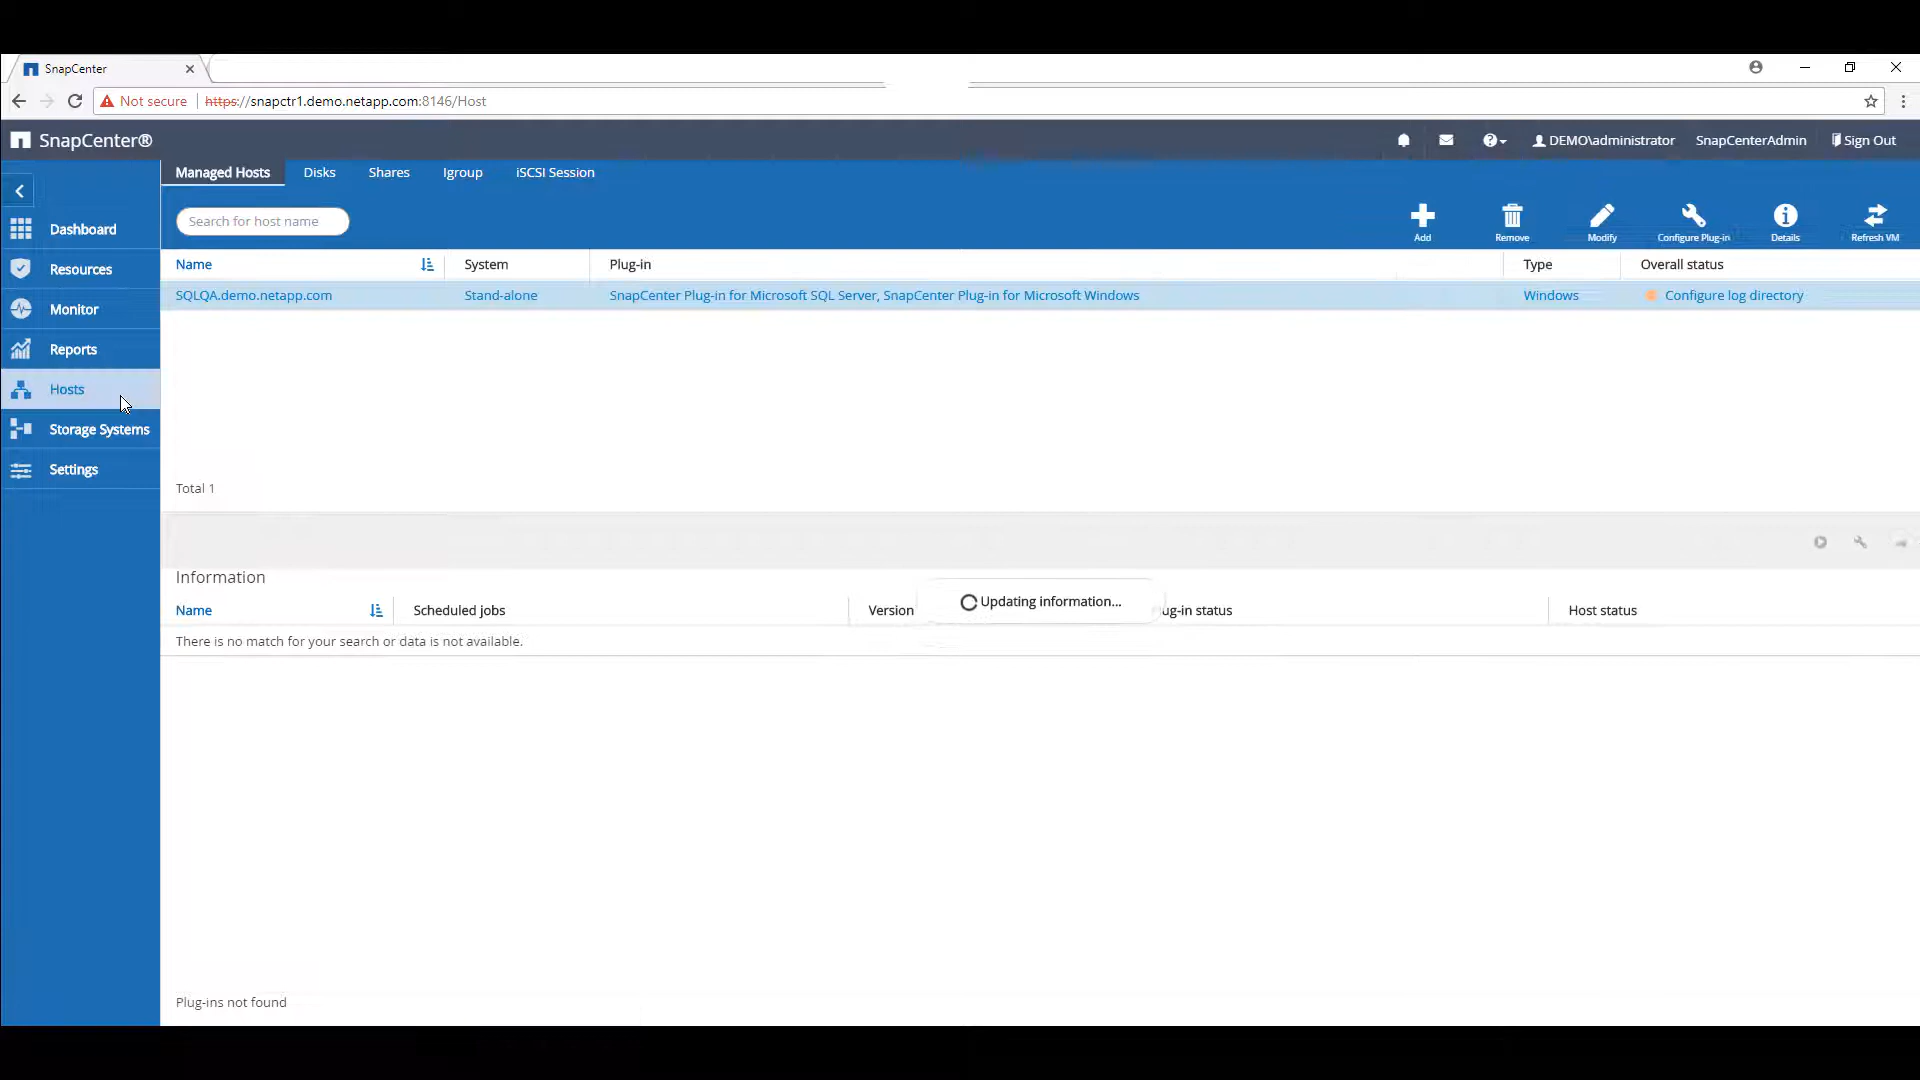 SnapCenter
Not secure https://snapctr1.demo.netapp.com:8146/Host
SnapCenter® DEMO\administrator SnapCenterAdmin Sign Out
Managed Hosts Disks Shares Igroup iSCSI Session
Search for host name
Add Remove Modify Configure Plug-in Details Refresh VM
Dashboard
Resources
Monitor
Reports
Hosts
Storage Systems
Settings
Name System Plug-in Type Overall status
SQLQA.demo.netapp.com Stand-alone SnapCenter Plug-in for Microsoft SQL Server, SnapCenter Plug-in for Microsoft Windows Windows Configure log directory
Total 1
Information
Updating information...
Name Scheduled jobs Version ug-in status Host status
There is no match for your search or data is not available.
Plug-ins not found